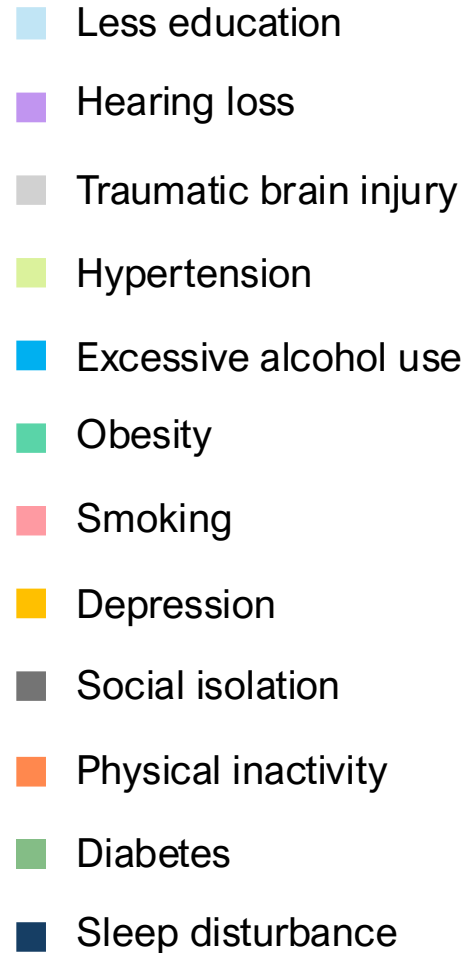 Less education
Hearing loss
Traumatic brain injury
Hypertension
Excessive alcohol use
Obesity
Smoking
Depression
Social isolation
Physical inactivity
Diabetes
Sleep disturbance